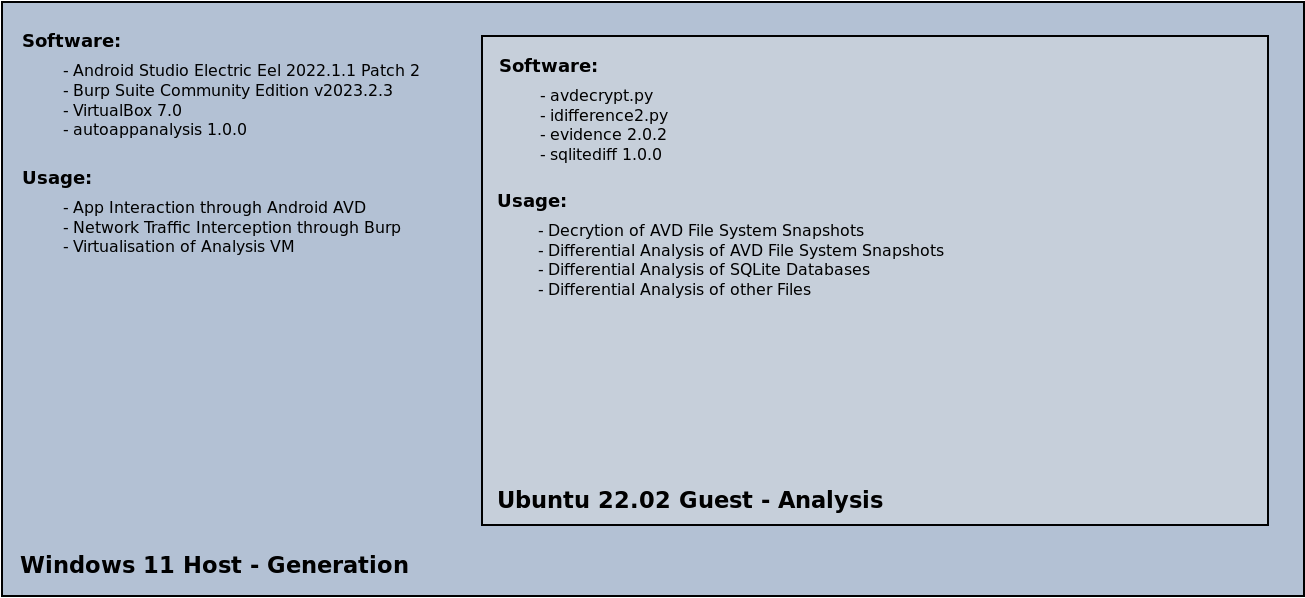 Software:
- Android Studio Electric Eel 2022.1.1 Patch 2
- Burp Suite Community Edition v2023.2.3
- VirtualBox 7.0
- autoappanalysis 1.0.0
Usage:
- App Interaction through Android AVD
- Network Traffic Interception through Burp
- Virtualisation of Analysis VM
Software:
- avdecrypt.py
- idifference2.py
- evidence 2.0.2
- sqlitediff 1.0.0
Usage:
- Decrytion of AVD File System Snapshots
- Differential Analysis of AVD File System Snapshots
- Differential Analysis of SQLite Databases
- Differential Analysis of other Files
Ubuntu 22.02 Guest - Analysis
Windows 11 Host - Generation